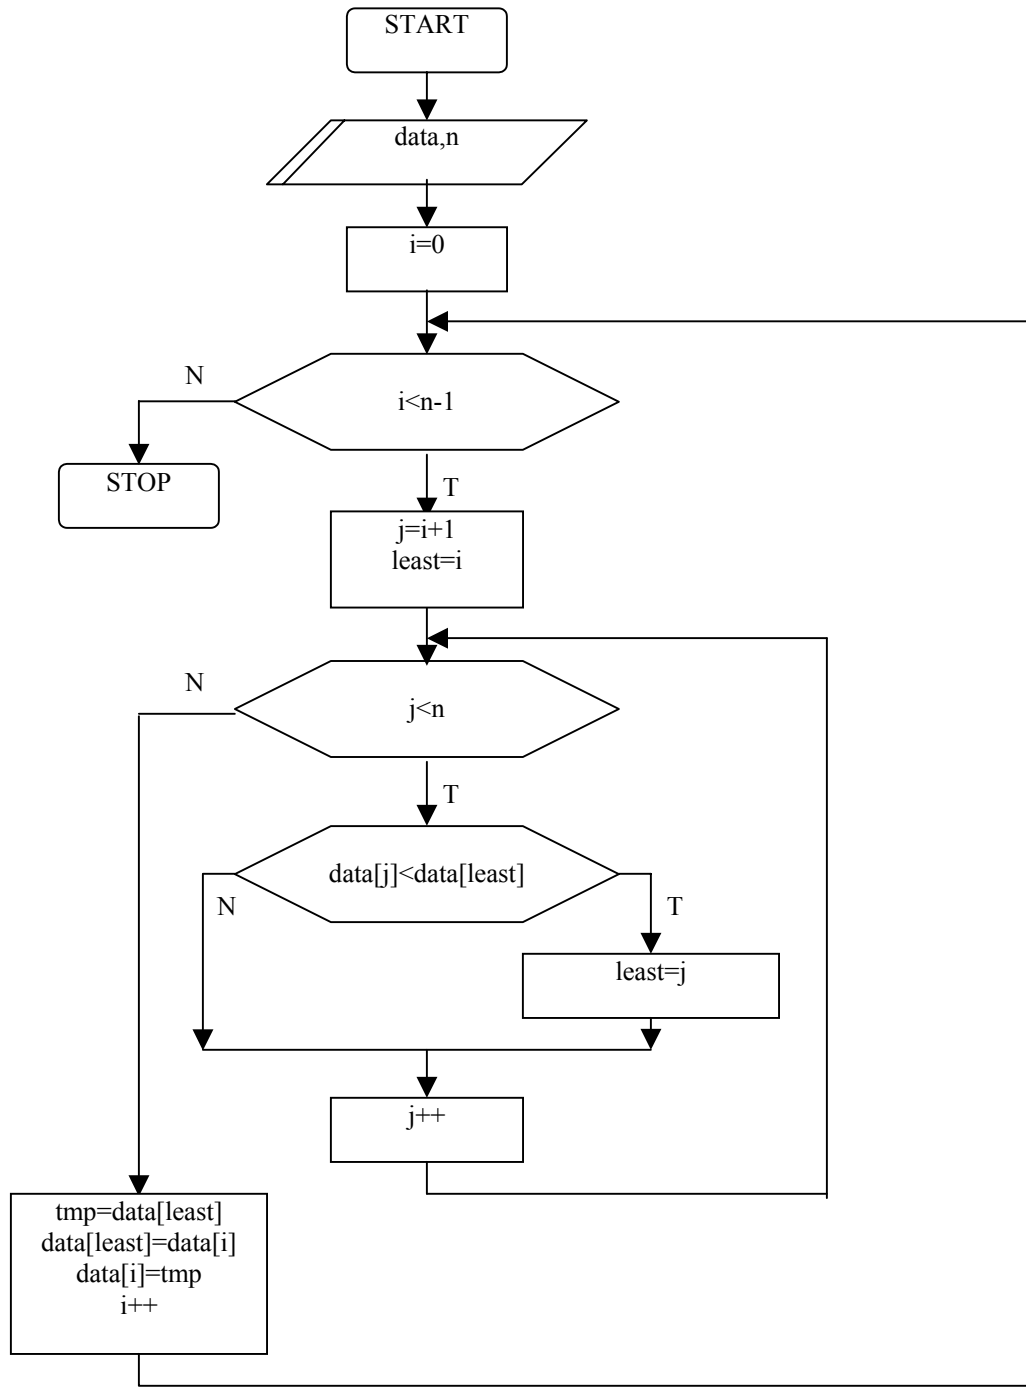 START
data,n
i=0
N
i<n-1
STOP
T
j=i+1
least=i
N
j<n
T
data[j]<data[least]
N
T
least=j
j++
tmp=data[least]
data[least]=data[i]
data[i]=tmp
i++